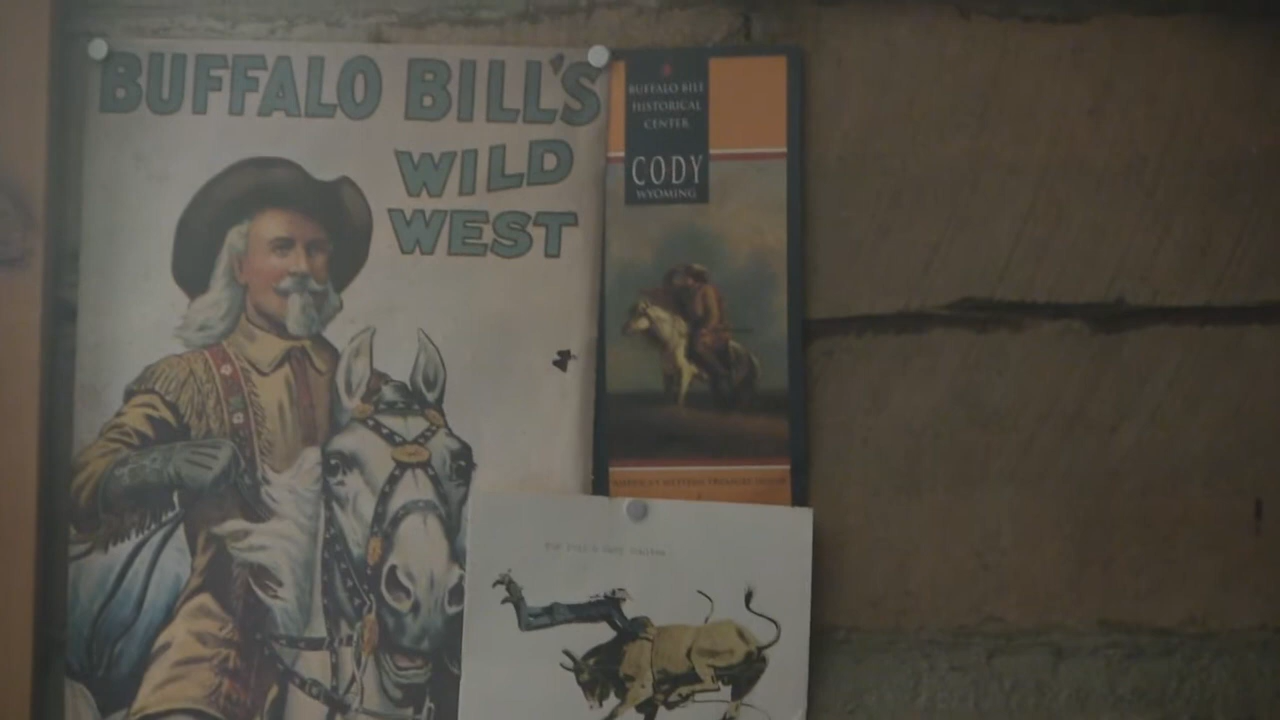 BUFFALO BILL'S
WILD
WEST
BUFFALO BILL
HISTORICAL
CENTER
CODY
WYOMING